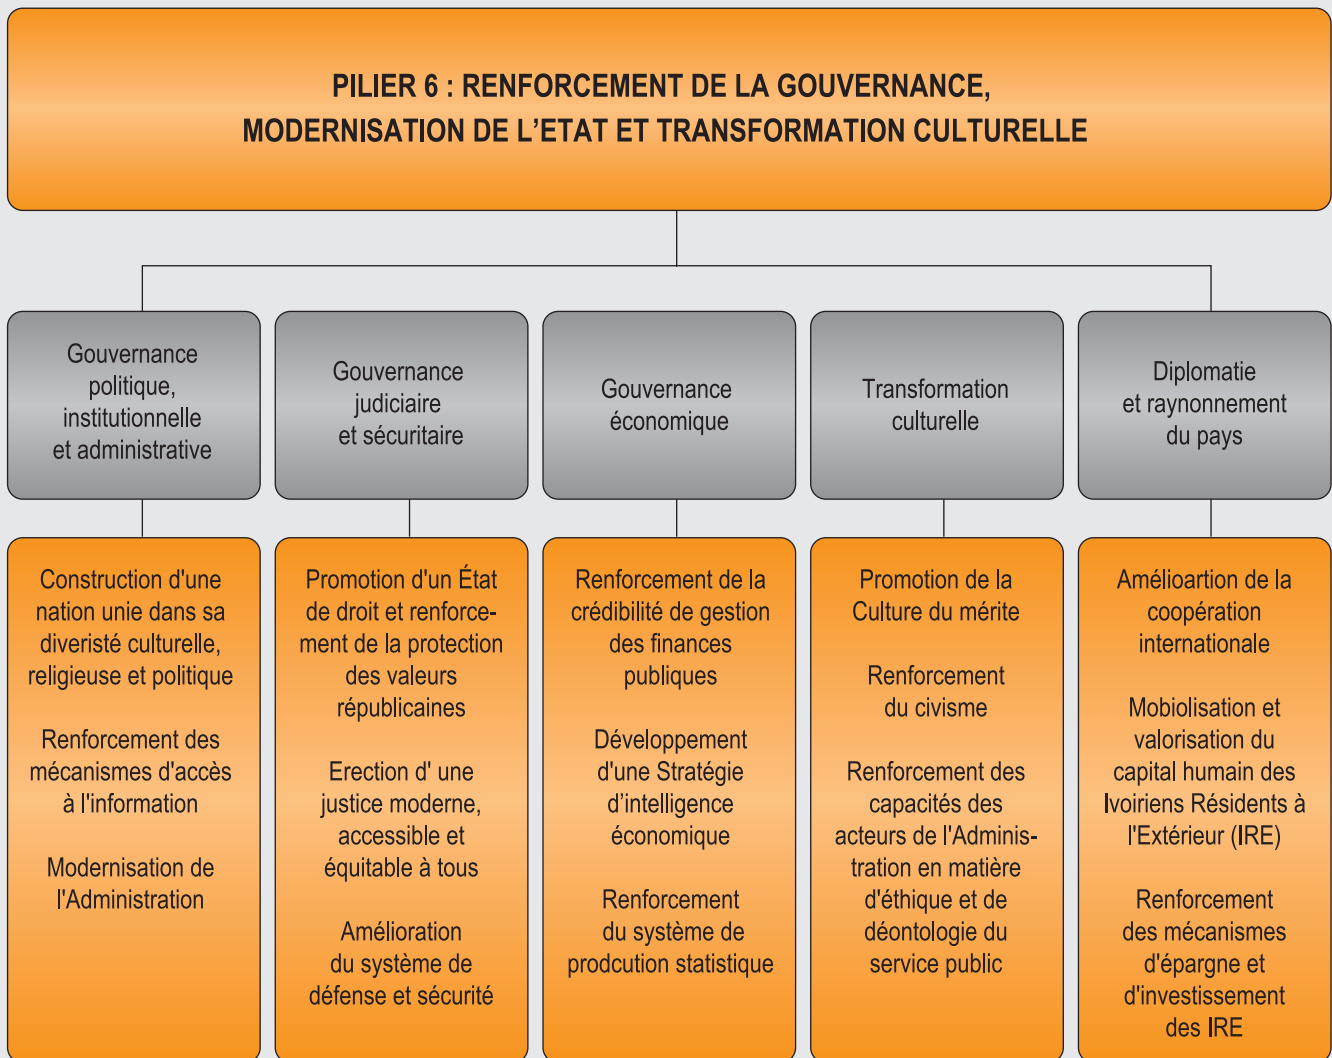 PILIER 6 : RENFORCEMENT DE LA GOUVERNANCE,
MODERNISATION DE L’ETAT ET TRANSFORMATION CULTURELLE
Gouvernance
politique,
institutionnelle
et administrative
Gouvernance
judiciaire
et sécuritaire
Gouvernance
économique
Transformation
culturelle
Diplomatie
et raynonnement
du pays
Construction d'une
nation unie dans sa
diveristé culturelle,
religieuse et politique
Renforcement des
mécanismes d'accès
à l'information
Modernisation de
l'Administration
Promotion d'un État
de droit et renforce-
ment de la protection
des valeurs
républicaines
Erection d' une
justice moderne,
accessible et
équitable à tous
Amélioration
du système de
défense et sécurité
Renforcement de la
crédibilité de gestion
des finances
publiques
Développement
d'une Stratégie
d’intelligence
économique
Renforcement
du système de
prodcution statistique
Promotion de la
Culture du mérite
Renforcement
du civisme
Renforcement des
capacités des
acteurs de l'Adminis-
tration en matière
d'éthique et de
déontologie du
service public
Amélioartion de la
coopération
internationale
Mobiolisation et
valorisation du
capital humain des
Ivoiriens Résidents à
l'Extérieur (IRE)
Renforcement
des mécanismes
d'épargne et
d'investissement
des IRE